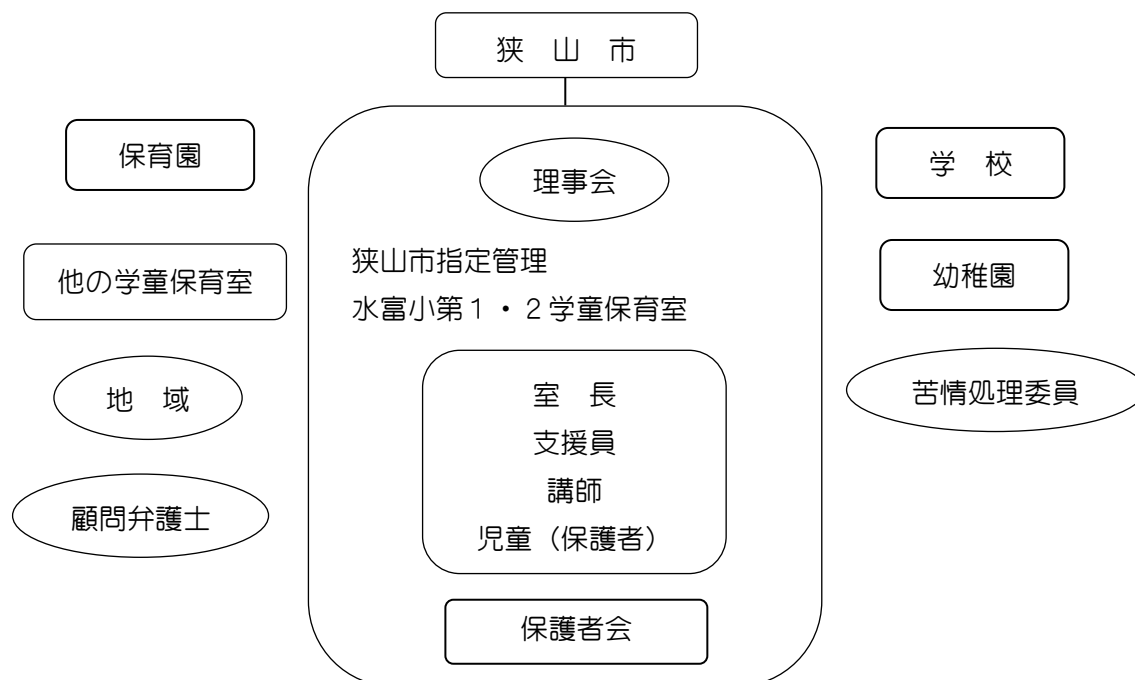 狭　山　市
保育園
他の学童保育室
地　域
顧問弁護士
理事会
狭山市指定管理
水富小第１・２学童保育室
室　長
支援員
講師
児童（保護者）
保護者会
学　校
幼稚園
苦情処理委員